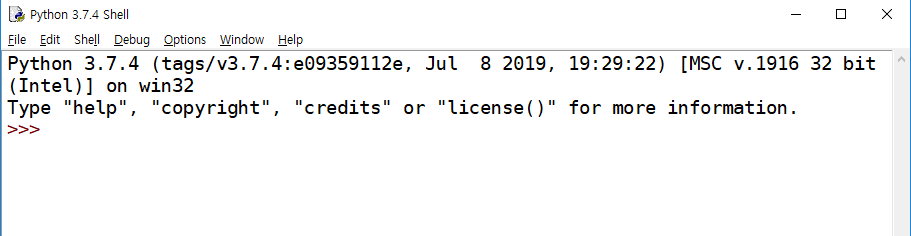 Python 3.7.4 Shell
File Edit Shell Debug Options Window Help
Python 3.7.4 (tags/v3.7.4:e09359112e, Jul  8 2019, 19:29:22) [MSC v.1916 32 bit
(Intel)] on win32
Type "help", "copyright", "credits" or "license()" for more information.
>>>